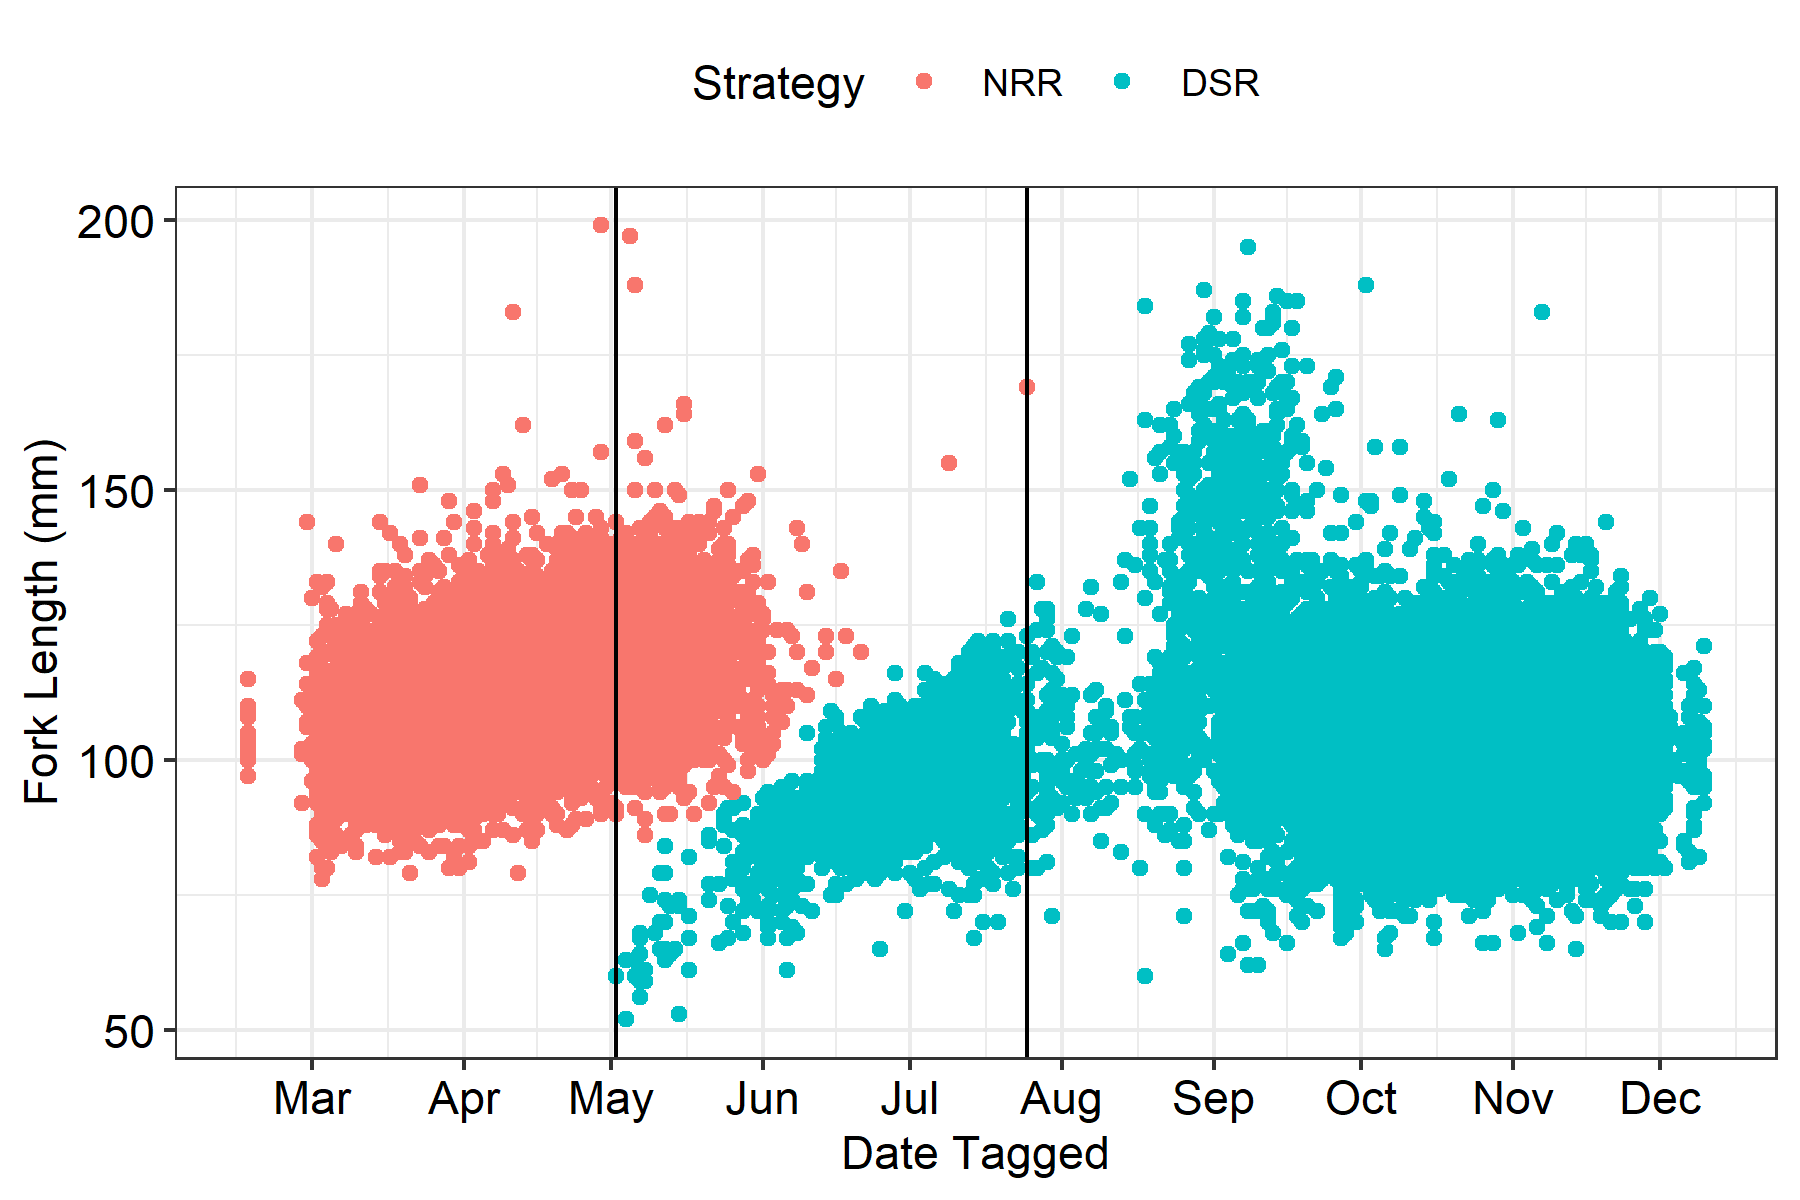 Strategy NRR DSR
200
150
100
50
Fork Length (mm)
Mar Apr May Jun Jul Aug Sep Oct Nov Dec
Date Tagged